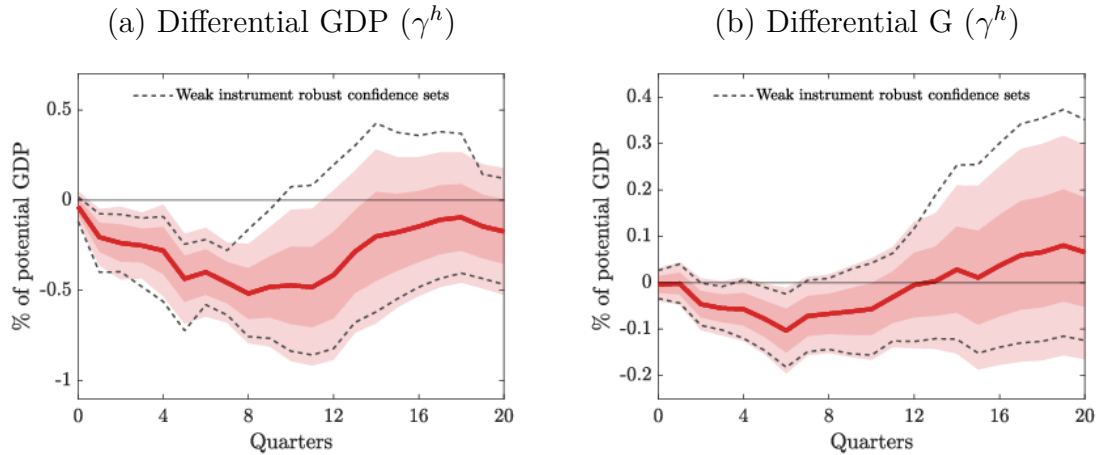 (a) Differential GDP (γ^h)
Weak instrument robust confidence sets
% of potential GDP
0.5
0
-0.5
-1
0 4 8 12 16 20
Quarters
(b) Differential G (γ^h)
Weak instrument robust confidence sets
% of potential GDP
0.4
0.3
0.2
0.1
0
-0.1
-0.2
0 4 8 12 16 20
Quarters